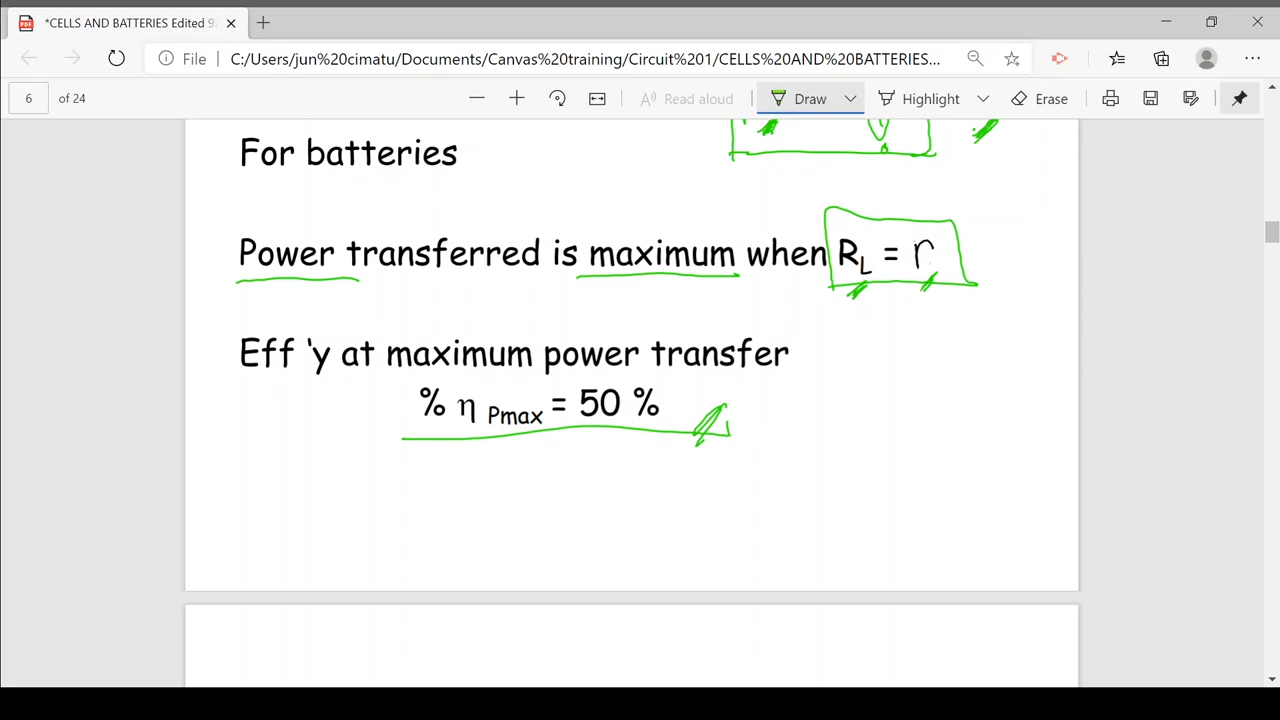 *CELLS AND BATTERIES Edited 9
File
C:/Users/jun%20cimatu/Documents/Canvas%20training/Circuit%201/CELLS%20AND%20BATTERIES...
6 of 24
Read aloud
Draw
Highlight
Erase
For batteries
Power transferred is maximum when RL = r
Eff 'y at maximum power transfer
% η Pmax = 50 %